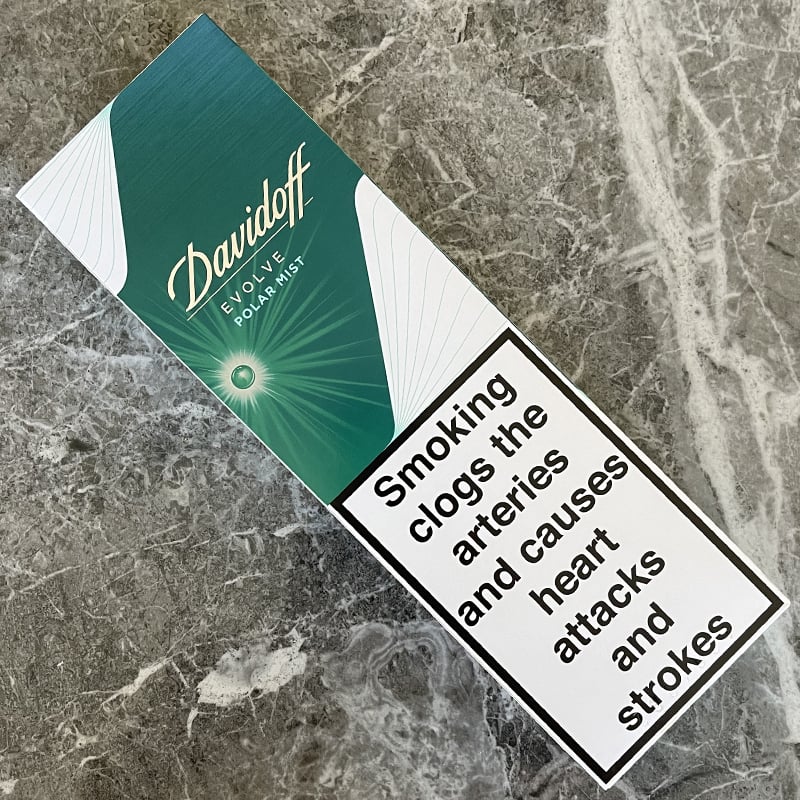 Davidoff
EVOLVE
POLAR MIST
Smoking
clogs the
arteries
and causes
heart
attacks
and
strokes